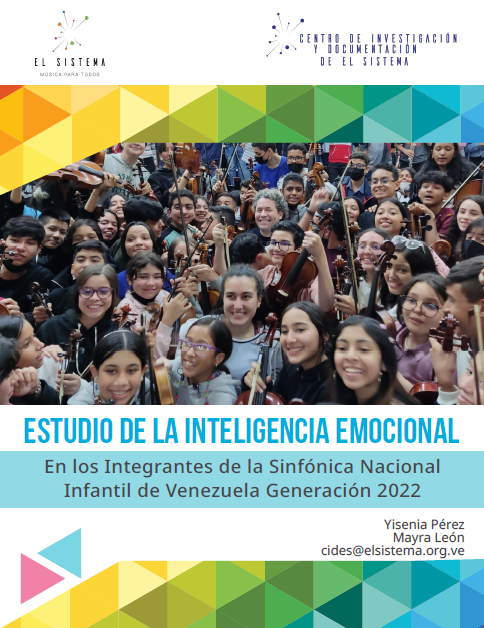 EL SISTEMA
MÚSICA PARA TODOS
CENTRO DE INVESTIGACIÓN
Y DOCUMENTACIÓN
DE EL SISTEMA
ESTUDIO DE LA INTELIGENCIA EMOCIONAL
En los Integrantes de la Sinfónica Nacional
Infantil de Venezuela Generación 2022
Yisenia Pérez
Mayra León
cides@elsistema.org.ve